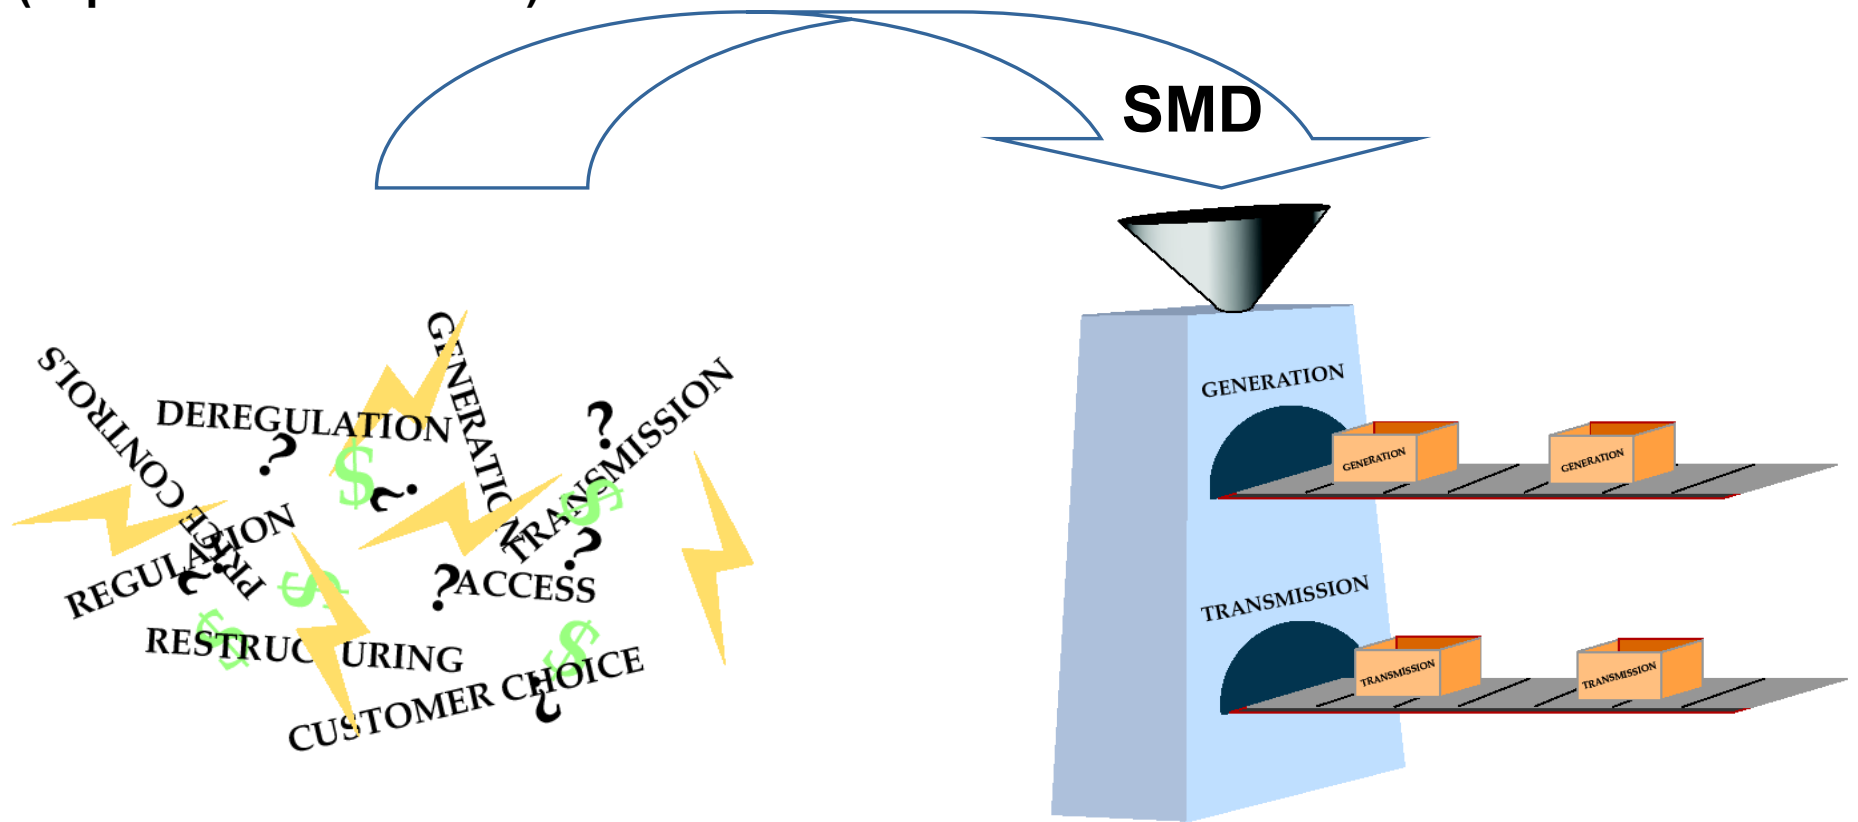 SMD
GENERATION
TRANSMISSION
PRICE CONTROLS
DEREGULATION
?
?
$
?
$
REGULATION
?
?
$
?
ACCESS
$
RESTRUCTURING
$
CUSTOMER CHOICE
?
GENERATION
GENERATION
GENERATION
TRANSMISSION
TRANSMISSION
TRANSMISSION